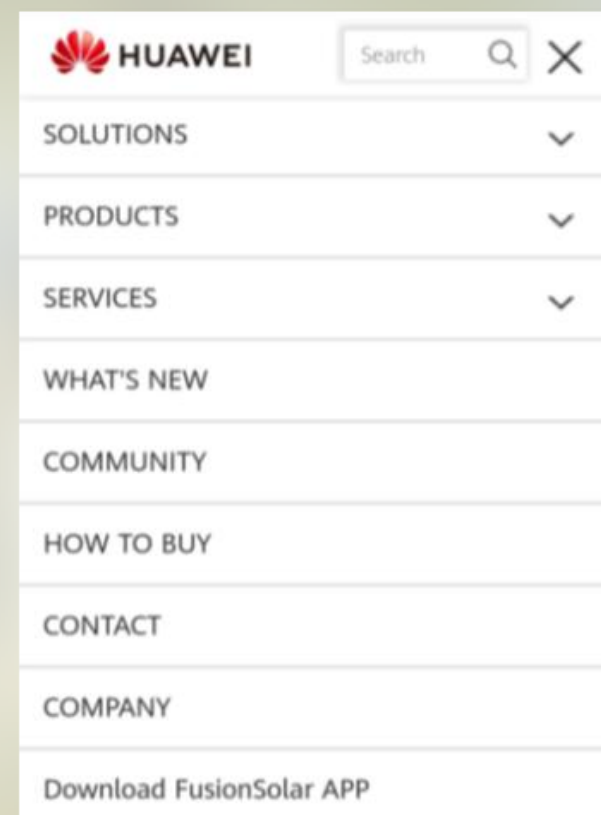 HUAWEI Search
SOLUTIONS
PRODUCTS
SERVICES
WHAT'S NEW
COMMUNITY
HOW TO BUY
CONTACT
COMPANY
Download FusionSolar APP